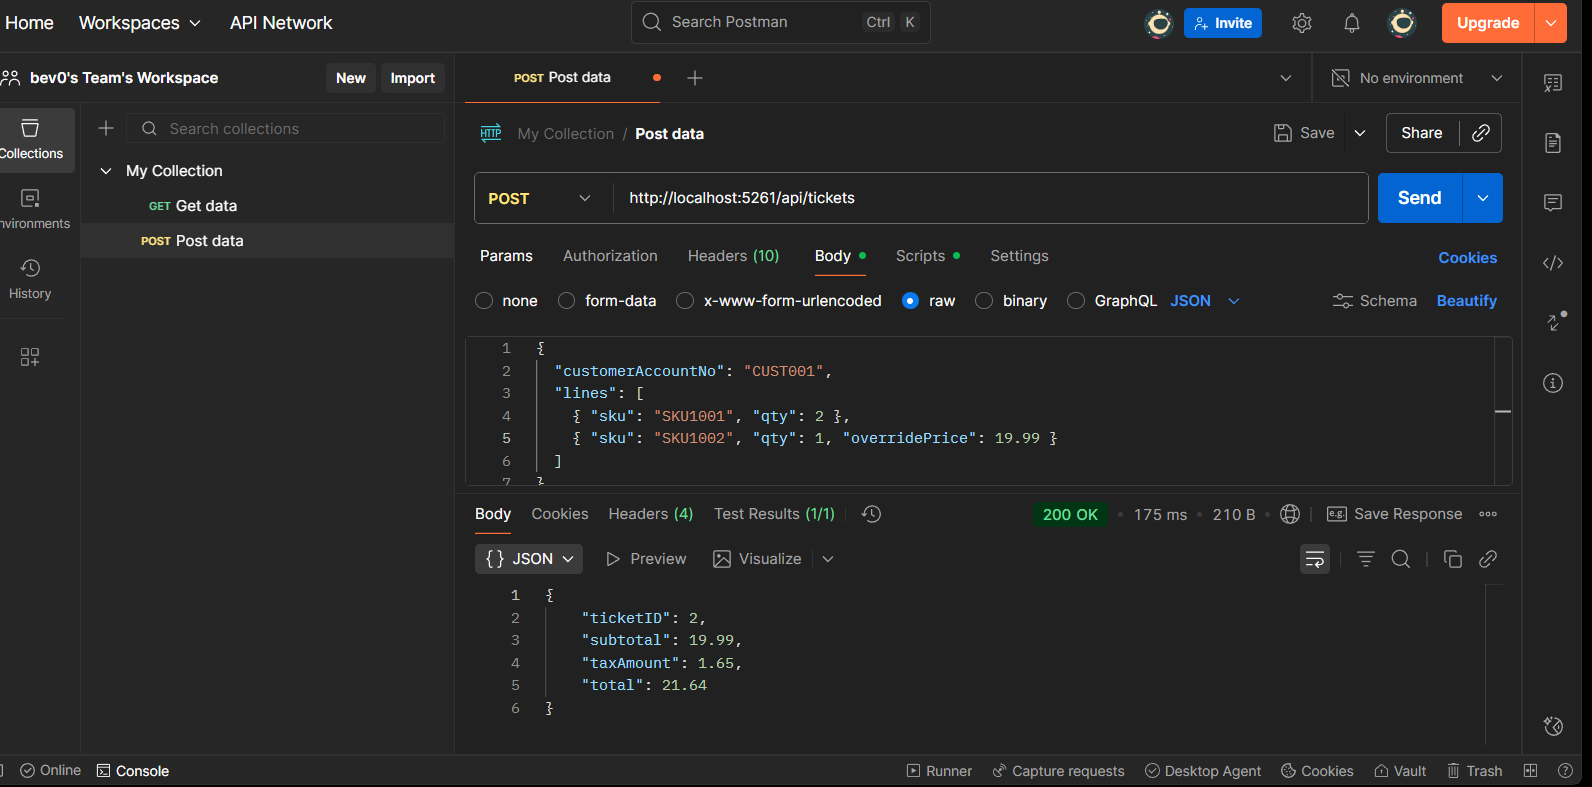 Home Workspaces API Network Search Postman Ctrl K Invite Upgrade
bev0's Team's Workspace New Import POST Post data No environment
Search collections
Collections
My Collection
GET Get data
POST Post data
nvironments
History
HTTP My Collection / Post data Save Share
POST http://localhost:5261/api/tickets Send
Params Authorization Headers (10) Body Scripts Settings Cookies
none form-data x-www-form-urlencoded raw binary GraphQL JSON Schema Beautify
1 {
2 "customerAccountNo": "CUST001",
3 "lines": [
4 { "sku": "SKU1001", "qty": 2 },
5 { "sku": "SKU1002", "qty": 1, "overridePrice": 19.99 }
6 ]
7 }
Body Cookies Headers (4) Test Results (1/1) 200 OK • 175 ms • 210 B • e.g. Save Response
{} JSON Preview Visualize
1 {
2 "ticketID": 2,
3 "subtotal": 19.99,
4 "taxAmount": 1.65,
5 "total": 21.64
6 }
Online Console Runner Capture requests Desktop Agent Cookies Vault Trash